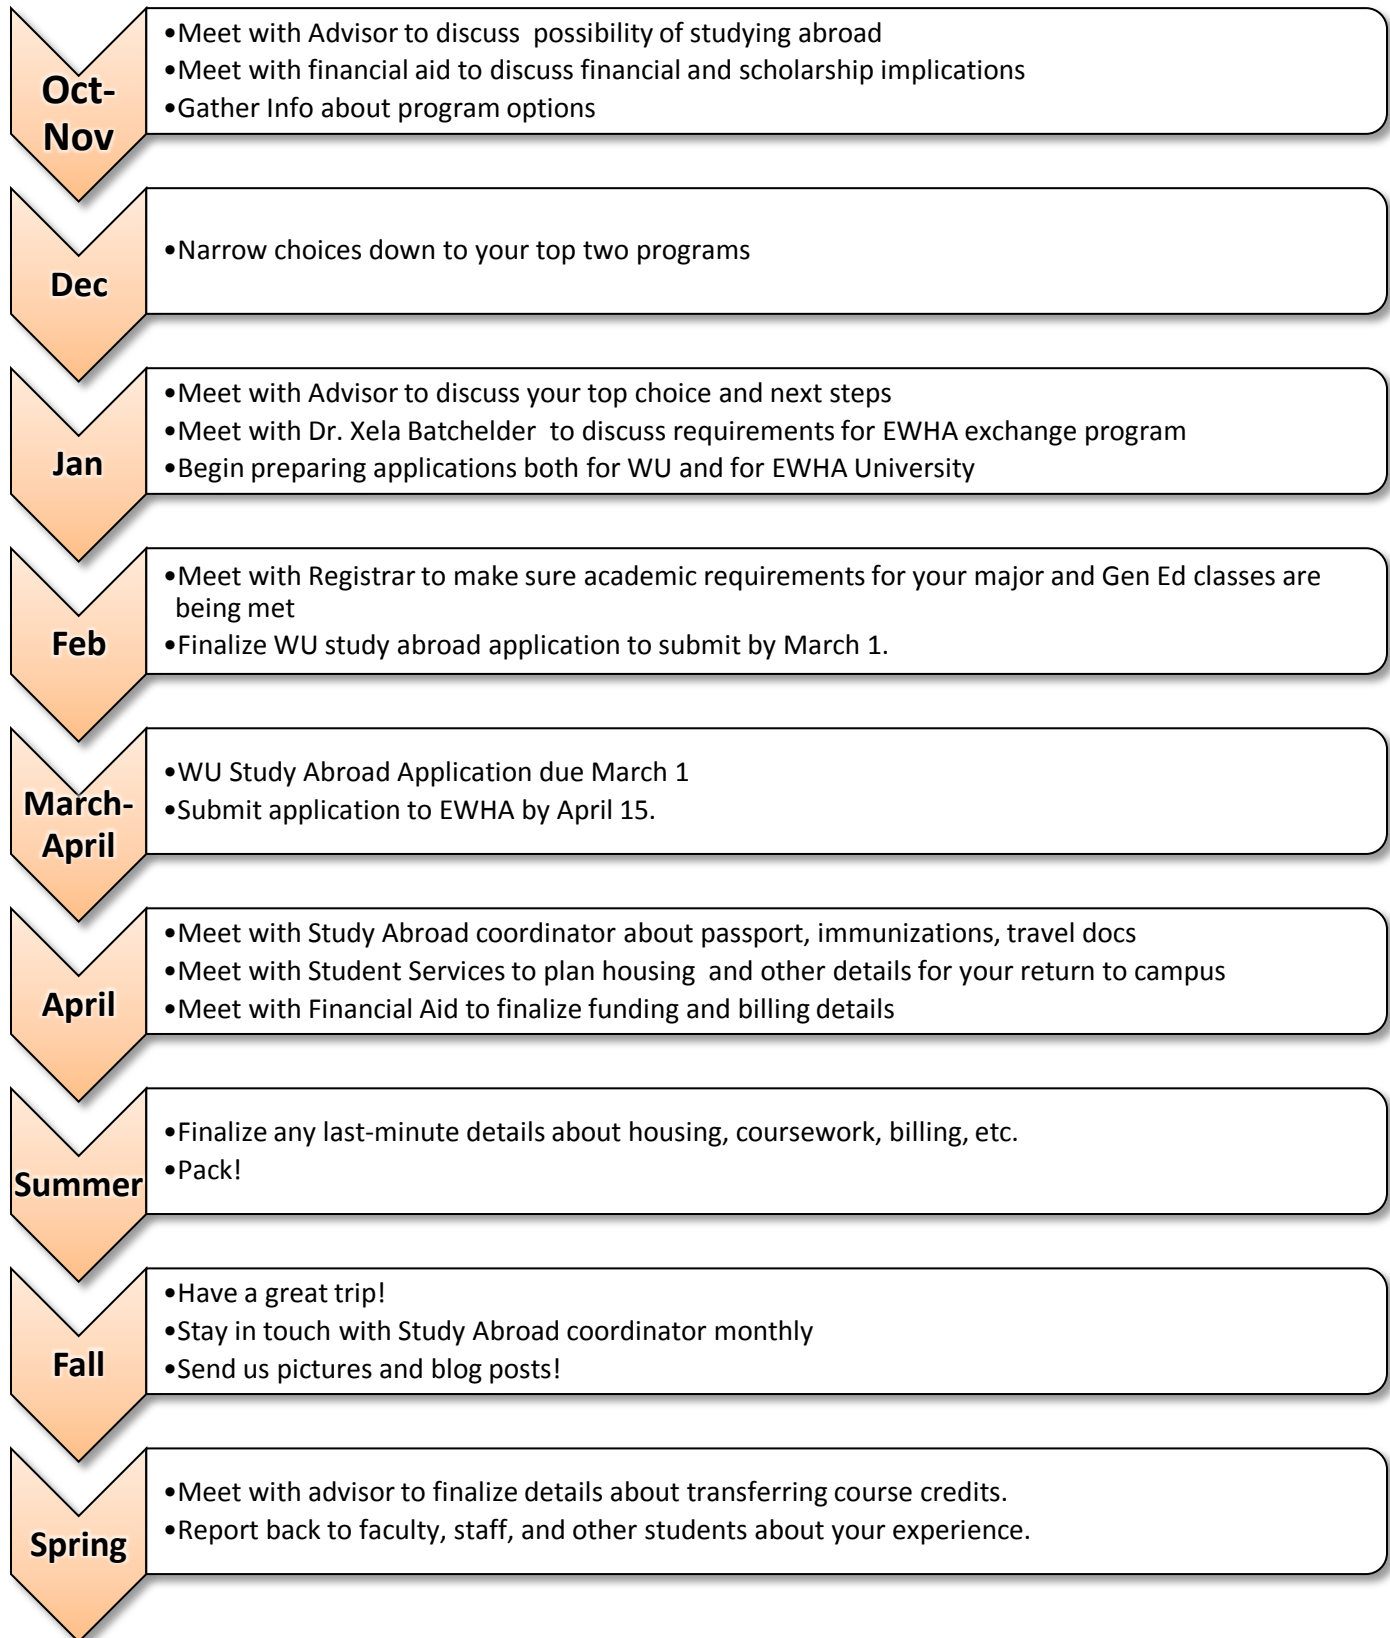 Oct-
Nov
•Meet with Advisor to discuss  possibility of studying abroad
•Meet with financial aid to discuss financial and scholarship implications
•Gather Info about program options
Dec
•Narrow choices down to your top two programs
Jan
•Meet with Advisor to discuss your top choice and next steps
•Meet with Dr. Xela Batchelder  to discuss requirements for EWHA exchange program
•Begin preparing applications both for WU and for EWHA University
Feb
•Meet with Registrar to make sure academic requirements for your major and Gen Ed classes are
being met
•Finalize WU study abroad application to submit by March 1.
March-
April
•WU Study Abroad Application due March 1
•Submit application to EWHA by April 15.
April
•Meet with Study Abroad coordinator about passport, immunizations, travel docs
•Meet with Student Services to plan housing  and other details for your return to campus
•Meet with Financial Aid to finalize funding and billing details
Summer
•Finalize any last-minute details about housing, coursework, billing, etc.
•Pack!
Fall
•Have a great trip!
•Stay in touch with Study Abroad coordinator monthly
•Send us pictures and blog posts!
Spring
•Meet with advisor to finalize details about transferring course credits.
•Report back to faculty, staff, and other students about your experience.